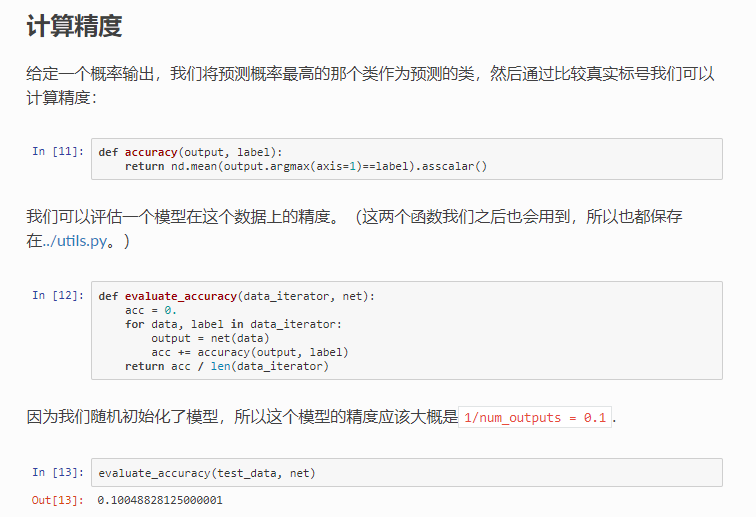 计算精度
给定一个概率输出，我们将预测概率最高的那个类作为预测的类，然后通过比较真实标号我们可以
计算精度：
In [11]: def accuracy(output, label):
    return nd.mean(output.argmax(axis=1)==label).asscalar()
我们可以评估一个模型在这个数据上的精度。（这两个函数我们之后也会用到，所以也都保存
在../utils.py。）
In [12]: def evaluate_accuracy(data_iterator, net):
    acc = 0.
    for data, label in data_iterator:
        output = net(data)
        acc += accuracy(output, label)
    return acc / len(data_iterator)
因为我们随机初始化了模型，所以这个模型的精度应该大概是 1/num_outputs = 0.1 .
In [13]: evaluate_accuracy(test_data, net)
Out[13]: 0.10048828125000001